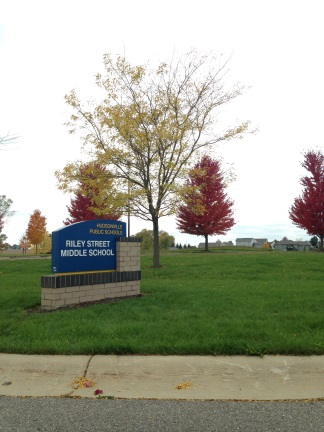 HUDSONVILLE
PUBLIC SCHOOLS
RILEY STREET
MIDDLE SCHOOL